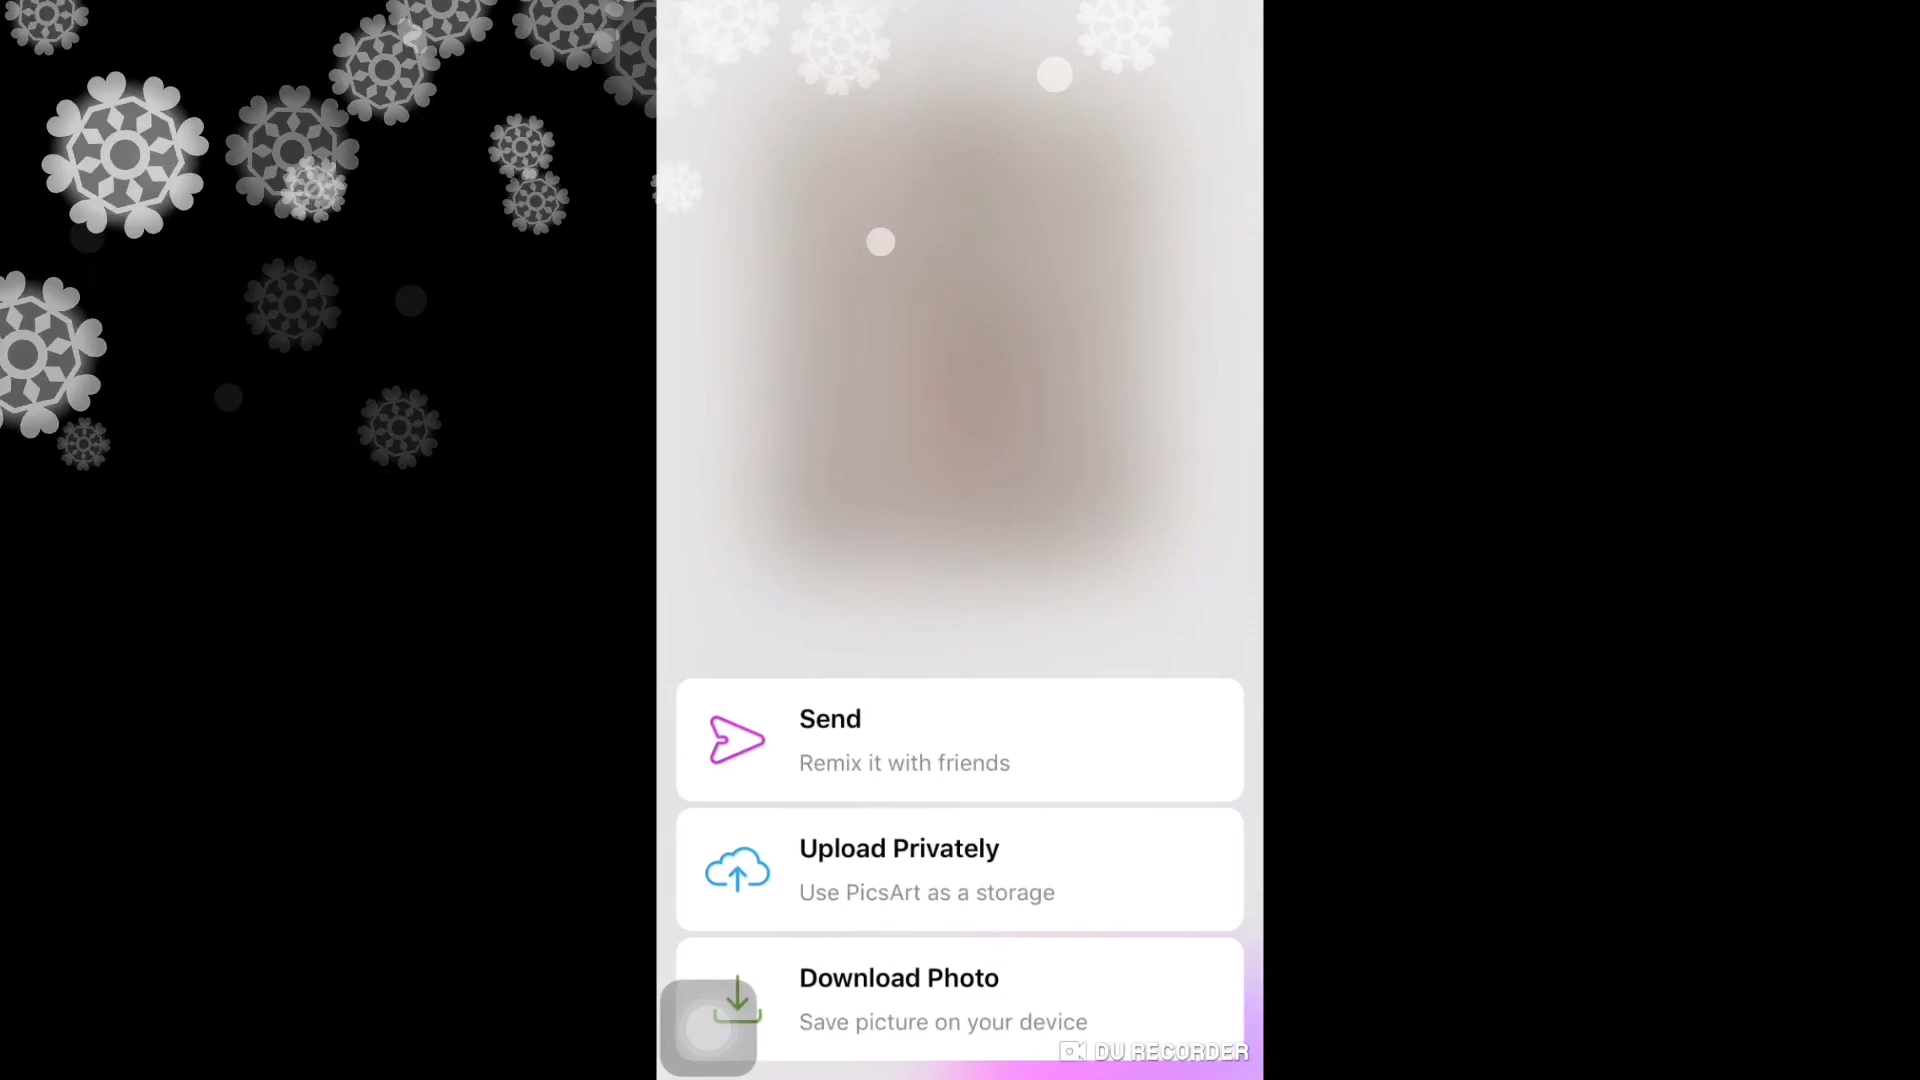 Send
Remix it with friends
Upload Privately
Use PicsArt as a storage
Download Photo
Save picture on your device
DU RECORDER